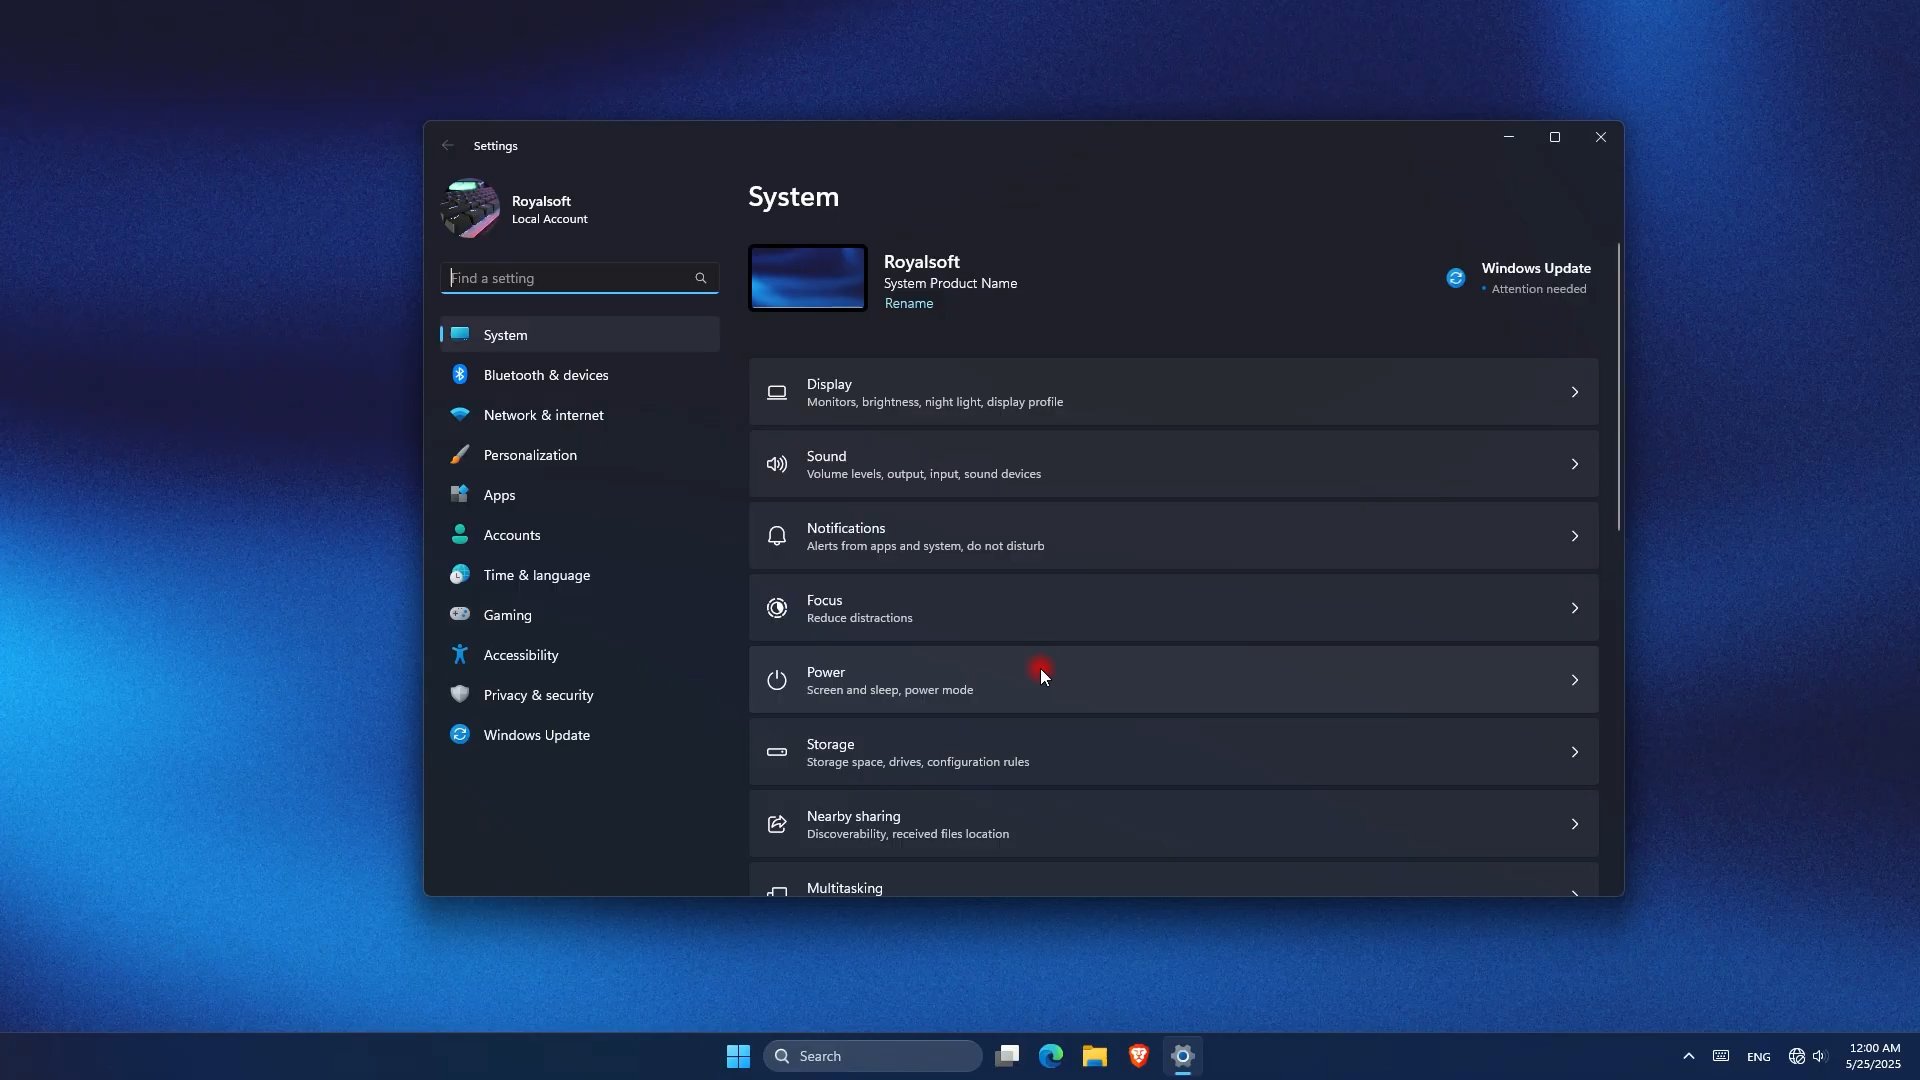 Settings
Royalsoft
Local Account
Find a setting
System
Bluetooth & devices
Network & internet
Personalization
Apps
Accounts
Time & language
Gaming
Accessibility
Privacy & security
Windows Update
System
Royalsoft
System Product Name
Rename
Windows Update
Attention needed
Display
Monitors, brightness, night light, display profile
Sound
Volume levels, output, input, sound devices
Notifications
Alerts from apps and system, do not disturb
Focus
Reduce distractions
Power
Screen and sleep, power mode
Storage
Storage space, drives, configuration rules
Nearby sharing
Discoverability, received files location
Multitasking
Search
ENG
12:00 AM
5/25/2025